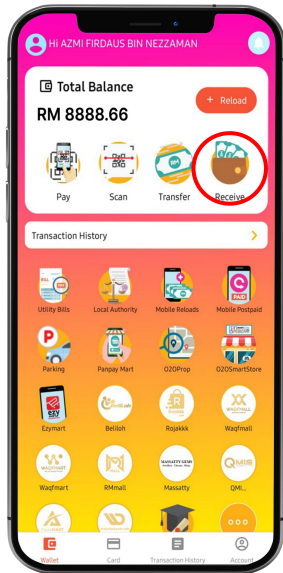 Hi AZMI FIRDAUS BIN NEZZAMAN
Total Balance
RM 8888.66
+ Reload
Pay Scan Transfer Receive
Transaction History
Utility Bills Local Authority Mobile Reloads Mobile Postpaid
Parking Panpay Mart O2OProp O2OSmartStore
Ezymart Beliloh Rojakkk Waqfmall
Waqfmart RMmall Massatty QMI...
Wallet Card Transaction History Account